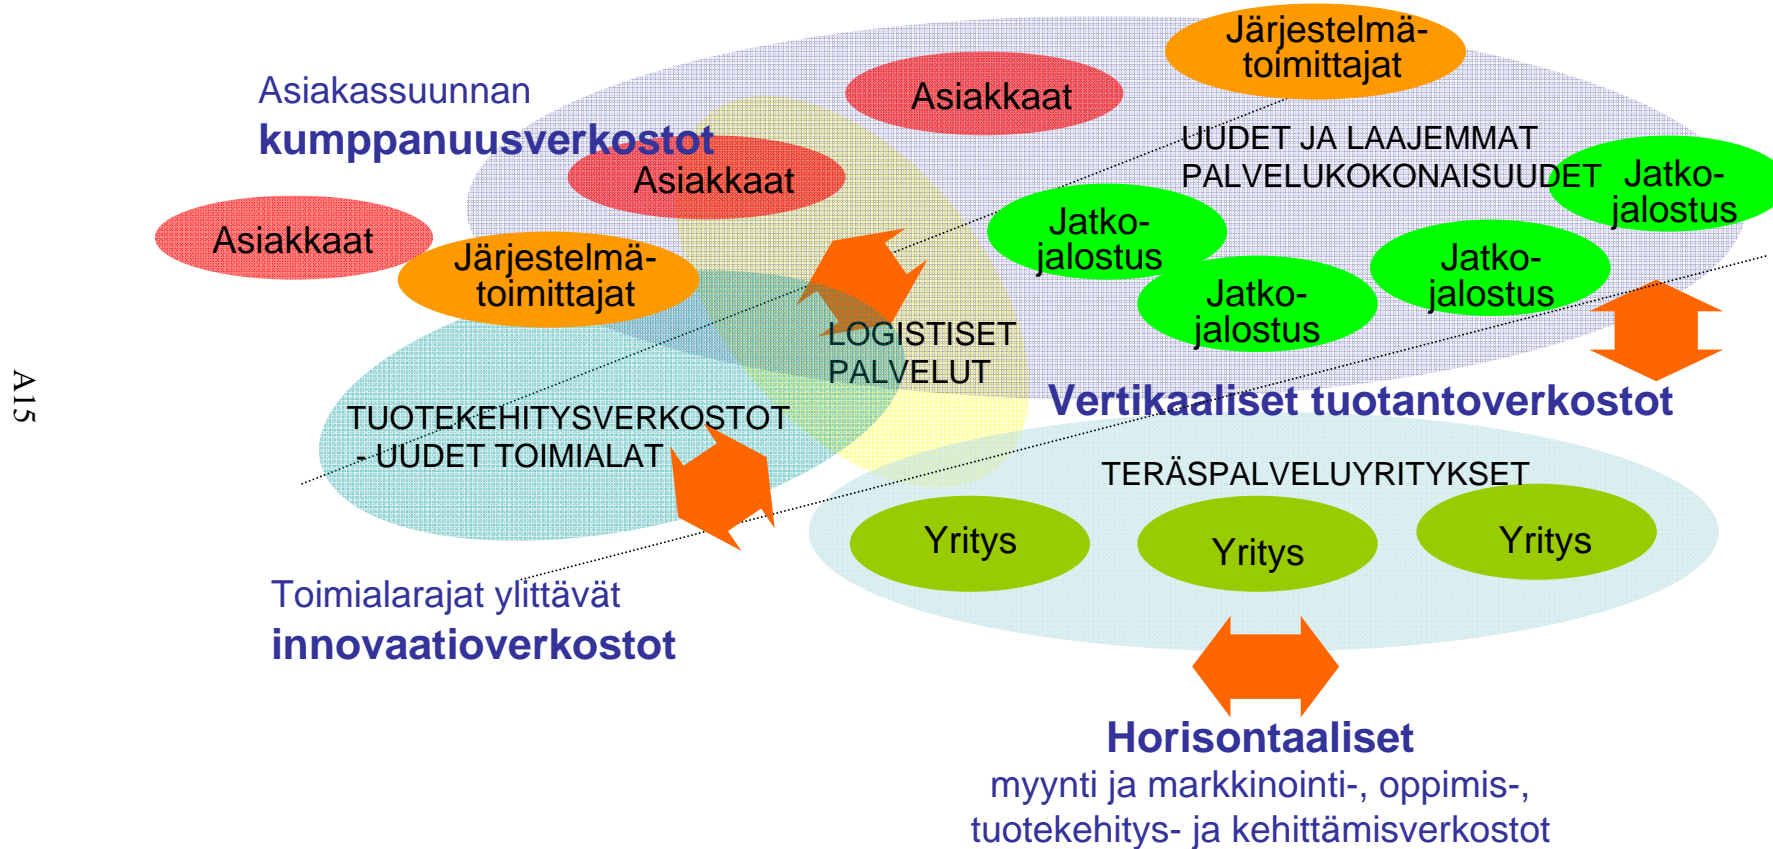 Järjestelmä-
toimittajat
Asiakassuunnan
kumppanuusverkostot
Asiakkaat
UUDET JA LAAJEMMAT
PALVELUKOKONAISUUDET
Jatko-
jalostus
Asiakkaat
Asiakkaat
Järjestelmä-
toimittajat
Jatko-
jalostus
Jatko-
jalostus
Jatko-
jalostus
LOGISTISET
PALVELUT
A15
Vertikaaliset tuotantoverkostot
TUOTEKEHITYSVERKOSTOT
- UUDET TOIMIALAT
TERÄSPALVELUYRITYKSET
Yritys
Yritys
Yritys
Toimialarajat ylittävät
innovaatioverkostot
Horisontaaliset
myynti ja markkinointi-, oppimis-,
tuotekehitys- ja kehittämisverkostot